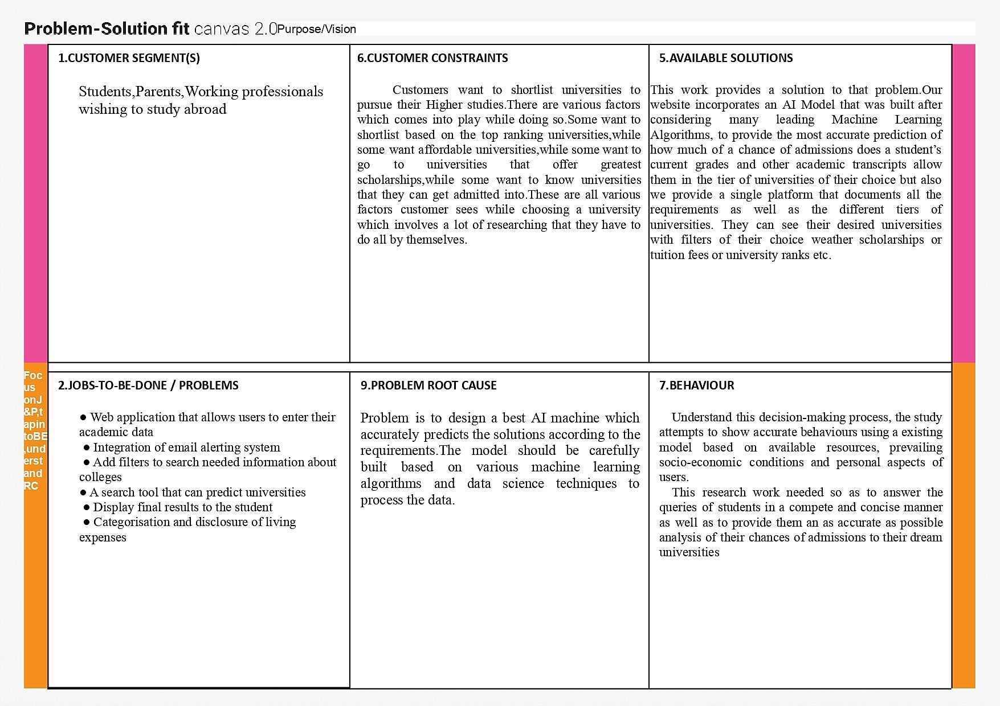 Problem-Solution fit canvas 2.0Purpose/Vision
1.CUSTOMER SEGMENT(S)
Students,Parents,Working professionals
wishing to study abroad
6.CUSTOMER CONSTRAINTS
Customers want to shortlist universities to
pursue their Higher studies.There are various factors
which comes into play while doing so.Some want to
shortlist based on the top ranking universities,while
some want affordable universities,while some want to
go to universities that offer greatest
scholarships,while some want to know universities
that they can get admitted into.These are all various
factors customer sees while choosing a university
which involves a lot of researching that they have to
do all by themselves.
5.AVAILABLE SOLUTIONS
This work provides a solution to that problem.Our
website incorporates an AI Model that was built after
considering many leading Machine Learning
Algorithms, to provide the most accurate prediction of
how much of a chance of admissions does a student’s
current grades and other academic transcripts allow
them in the tier of universities of their choice but also
we provide a single platform that documents all the
requirements as well as the different tiers of
universities. They can see their desired universities
with filters of their choice weather scholarships or
tuition fees or university ranks etc.
Foc
us
onJ
&P,t
apin
toBE
,und
erst
and
RC
2.JOBS-TO-BE-DONE / PROBLEMS
● Web application that allows users to enter their
academic data
● Integration of email alerting system
● Add filters to search needed information about
colleges
● A search tool that can predict universities
● Display final results to the student
● Categorisation and disclosure of living
expenses
9.PROBLEM ROOT CAUSE
Problem is to design a best AI machine which
accurately predicts the solutions according to the
requirements.The model should be carefully
built based on various machine learning
algorithms and data science techniques to
process the data.
7.BEHAVIOUR
Understand this decision-making process, the study
attempts to show accurate behaviours using a existing
model based on available resources, prevailing
socio-economic conditions and personal aspects of
users.
This research work needed so as to answer the
queries of students in a compete and concise manner
as well as to provide them an as accurate as possible
analysis of their chances of admissions to their dream
universities